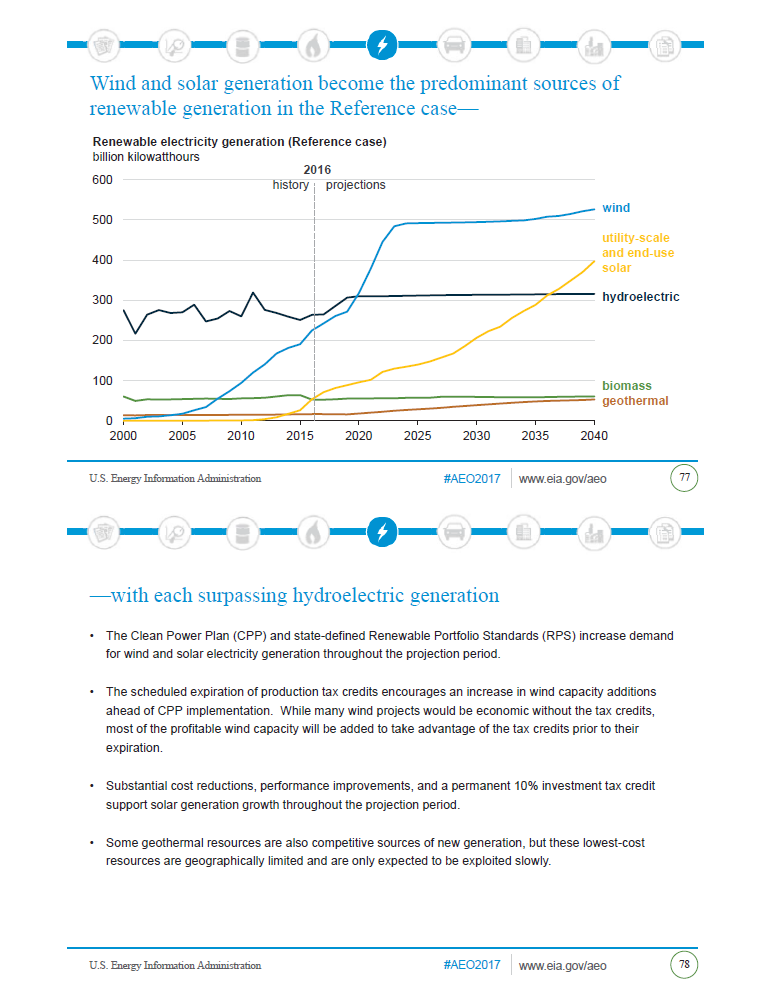 Wind and solar generation become the predominant sources of
renewable generation in the Reference case—
Renewable electricity generation (Reference case)
billion kilowatthours
2016
history
projections
600
500
400
300
200
100
0
wind
utility-scale
and end-use
solar
hydroelectric
biomass
geothermal
2000 2005 2010 2015 2020 2025 2030 2035 2040
U.S. Energy Information Administration
#AEO2017
www.eia.gov/aeo
77
—with each surpassing hydroelectric generation
• The Clean Power Plan (CPP) and state-defined Renewable Portfolio Standards (RPS) increase demand
for wind and solar electricity generation throughout the projection period.
• The scheduled expiration of production tax credits encourages an increase in wind capacity additions
ahead of CPP implementation. While many wind projects would be economic without the tax credits,
most of the profitable wind capacity will be added to take advantage of the tax credits prior to their
expiration.
• Substantial cost reductions, performance improvements, and a permanent 10% investment tax credit
support solar generation growth throughout the projection period.
• Some geothermal resources are also competitive sources of new generation, but these lowest-cost
resources are geographically limited and are only expected to be exploited slowly.
U.S. Energy Information Administration
#AEO2017
www.eia.gov/aeo
78